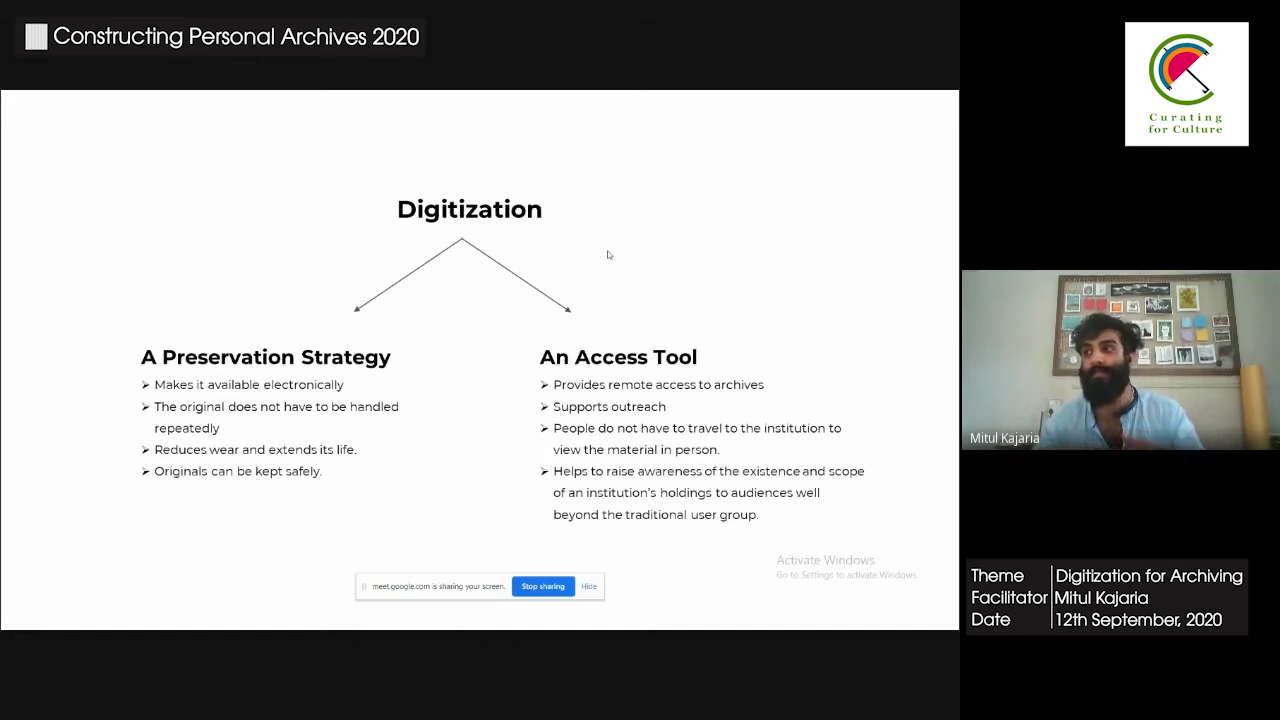 Constructing Personal Archives 2020
Curating
for Culture
Digitization
A Preservation Strategy
➢ Makes it available electronically
➢ The original does not have to be handled
repeatedly
➢ Reduces wear and extends its life.
➢ Originals can be kept safely.
An Access Tool
➢ Provides remote access to archives
➢ Supports outreach
➢ People do not have to travel to the institution to
view the material in person.
➢ Helps to raise awareness of the existence and scope
of an institution's holdings to audiences well
beyond the traditional user group.
Activate Windows
Go to Settings to activate Windows.
meet.google.com is sharing your screen. Stop sharing Hide
Mitul Kajaria
Theme Digitization for Archiving
Facilitator Mitul Kajaria
Date 12th September, 2020